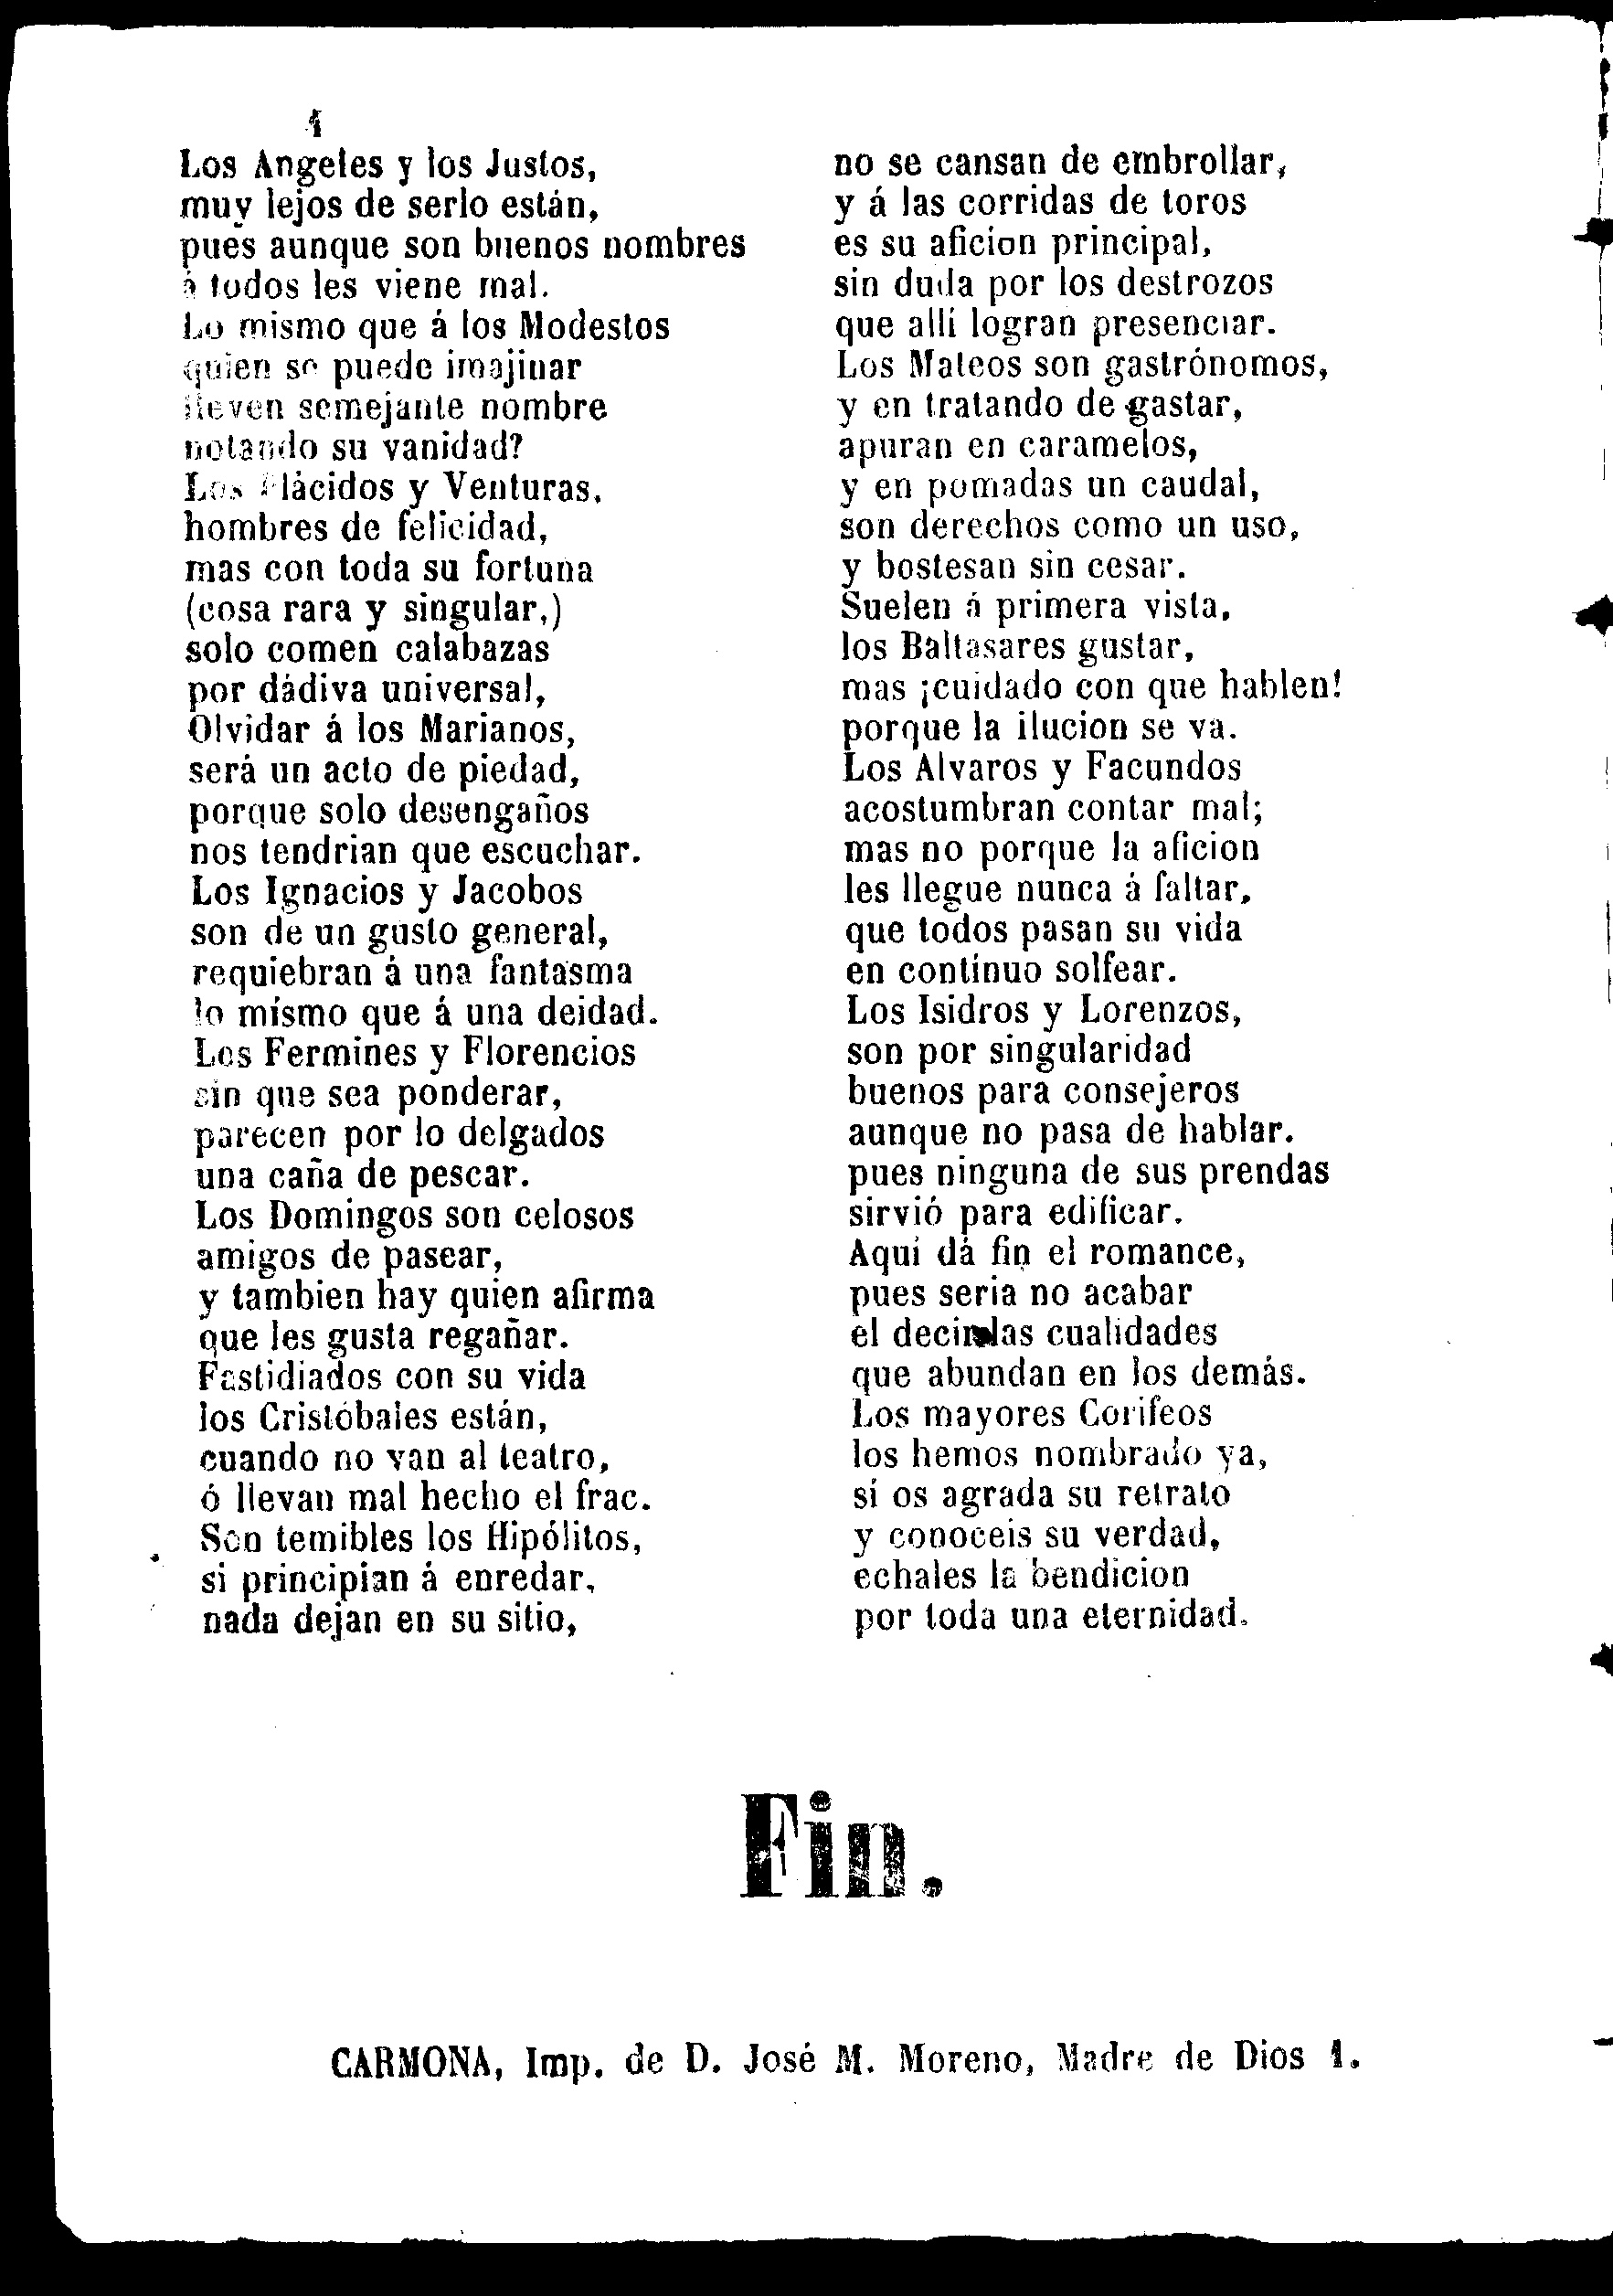 4
Los Angeles y los Justos,
muy lejos de serlo están,
pues aunque son buenos nombres
á todos les viene mal.
Lo mismo que á los Modestos
quien se puede imajinar
lleven semejante nombre
notando su vanidad?
Los Plácidos y Venturas,
hombres de felicidad,
mas con toda su fortuna
(cosa rara y singular,)
solo comen calabazas
por dádiva universal,
Olvidar á los Marianos,
será un acto de piedad,
porque solo desengaños
nos tendrian que escuchar.
Los Ignacios y Jacobos
son de un gusto general,
requiebran á una fantasma
lo mísmo que á una deidad.
Los Fermines y Florencios
sin que sea ponderar,
parecen por lo delgados
una caña de pescar.
Los Domingos son celosos
amigos de pasear,
y tambien hay quien afirma
que les gusta regañar.
Fastidiados con su vida
los Cristóbales están,
cuando no van al teatro,
ó llevan mal hecho el frac.
Son temibles los Hipólitos,
si principian á enredar,
nada dejan en su sitio,
no se cansan de embrollar,
y á las corridas de toros
es su aficion principal,
sin duda por los destrozos
que allí logran presenciar.
Los Mateos son gastrónomos,
y en tratando de gastar,
apuran en caramelos,
y en pomadas un caudal,
son derechos como un uso,
y bostesan sin cesar.
Suelen á primera vista,
los Baltasares gustar,
mas ¡cuidado con que hablen!
porque la ilucion se va.
Los Alvaros y Facundos
acostumbran contar mal;
mas no porque la aficion
les llegue nunca á faltar,
que todos pasan su vida
en contínuo solfear.
Los Isidros y Lorenzos,
son por singularidad
buenos para consejeros
aunque no pasa de hablar.
pues ninguna de sus prendas
sirvió para edificar.
Aquí dá fin el romance,
pues seria no acabar
el decir las cualidades
que abundan en los demás.
Los mayores Corifeos
los hemos nombrado ya,
sí os agrada su retrato
y conoceis su verdad,
echales la bendicion
por toda una eternidad.
Fin.
CARMONA, Imp. de D. José M. Moreno, Madre de Dios 1.